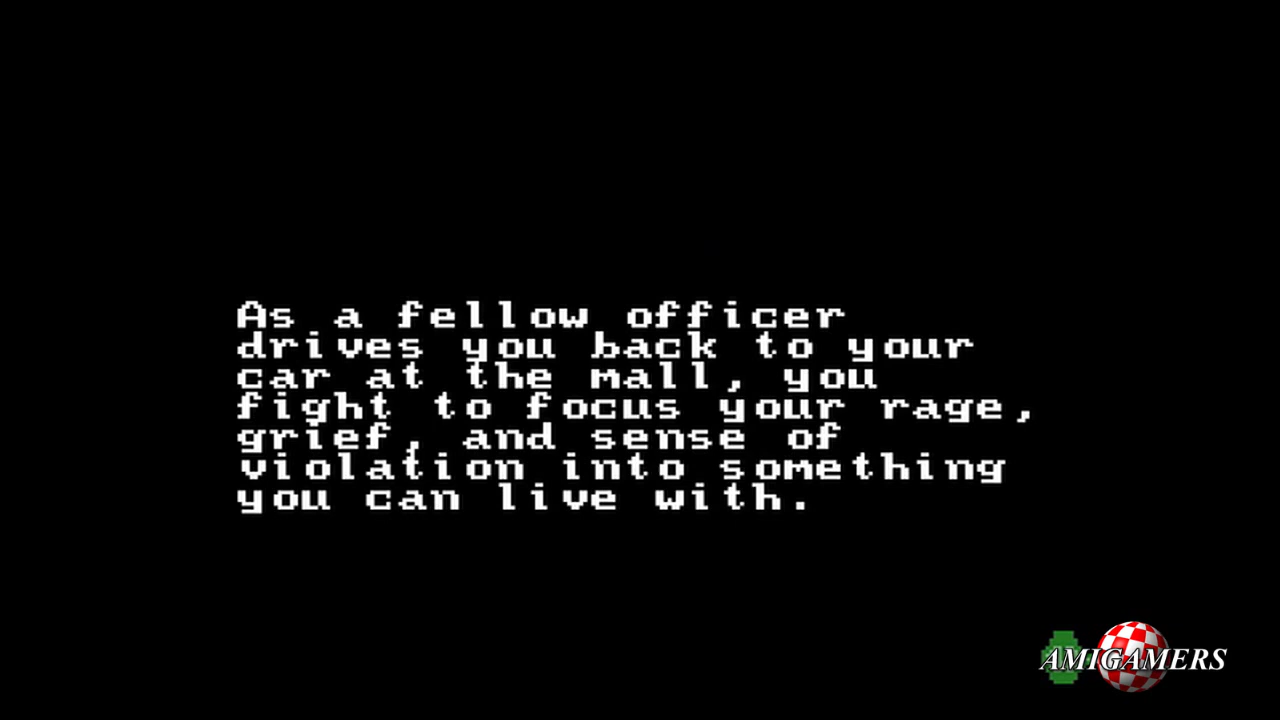 As a fellow officer
drives you back to your
car at the mall, you
fight to focus your rage,
grief, and sense of
violation into something
you can live with.
AMIGAMERS